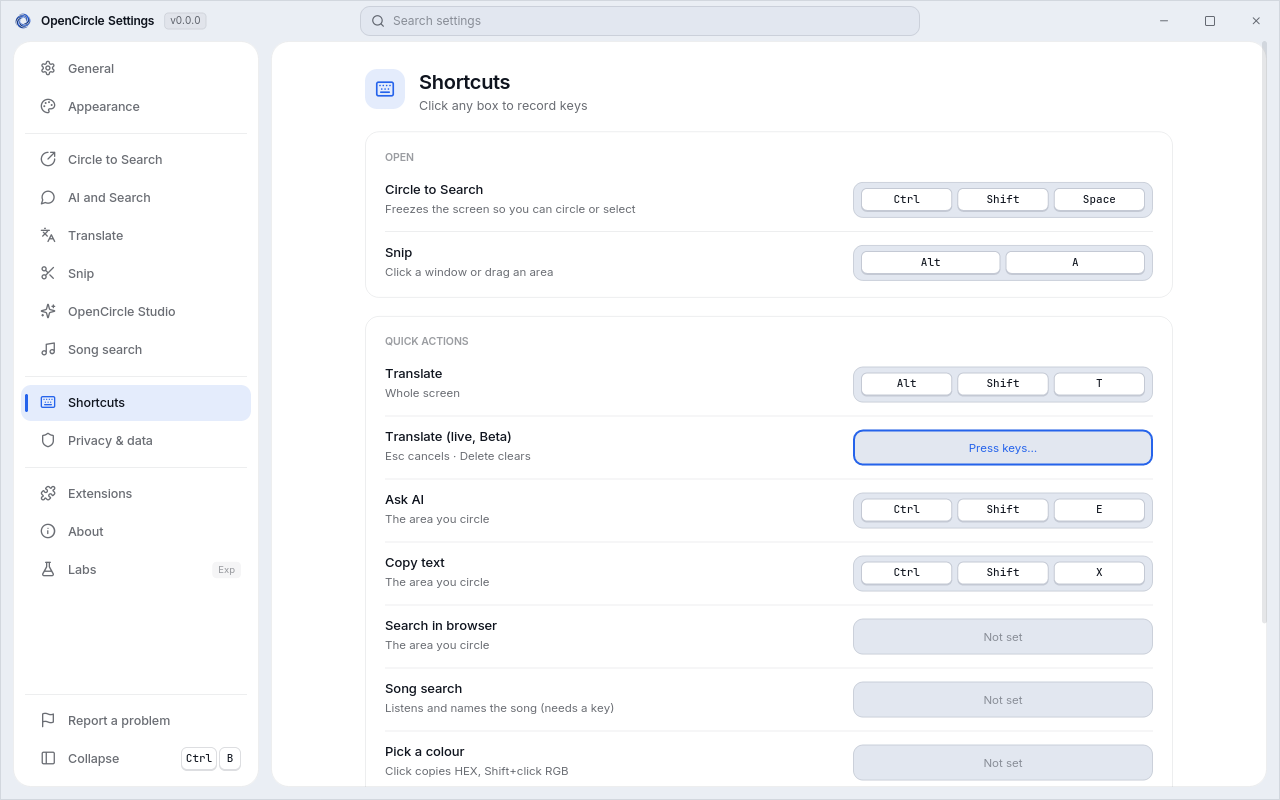 OpenCircle Settings v0.0.0 Search settings
General
Appearance
Circle to Search
AI and Search
Translate
Snip
OpenCircle Studio
Song search
Shortcuts
Privacy & data
Extensions
About
Labs Exp
Report a problem
Collapse Ctrl B
Shortcuts
Click any box to record keys
OPEN
Circle to Search
Freezes the screen so you can circle or select
Ctrl Shift Space
Snip
Click a window or drag an area
Alt A
QUICK ACTIONS
Translate
Whole screen
Alt Shift T
Translate (live, Beta)
Esc cancels · Delete clears
Press keys...
Ask AI
The area you circle
Ctrl Shift E
Copy text
The area you circle
Ctrl Shift X
Search in browser
The area you circle
Not set
Song search
Listens and names the song (needs a key)
Not set
Pick a colour
Click copies HEX, Shift+click RGB
Not set